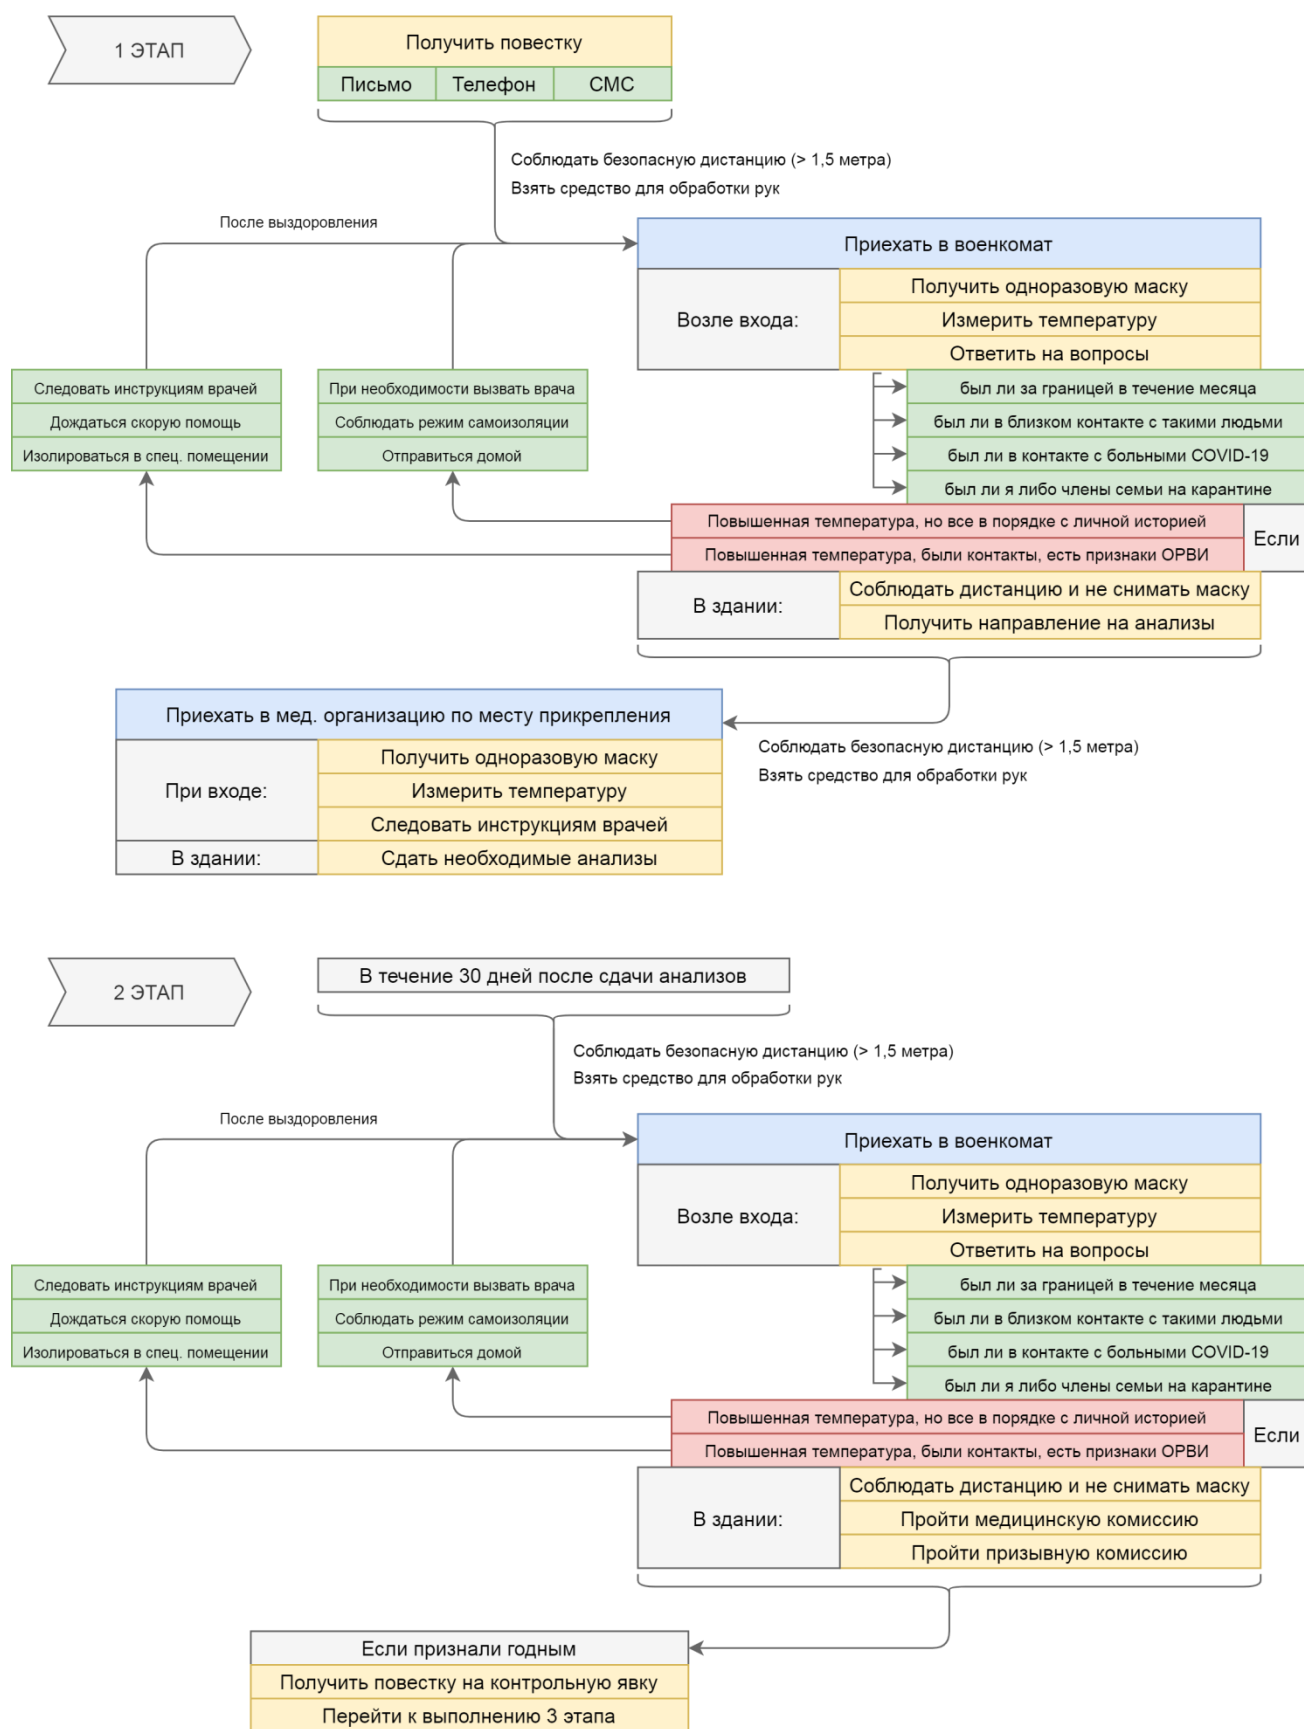 1 ЭТАП
Получить повестку
Письмо
Телефон
СМС
Соблюдать безопасную дистанцию (> 1,5 метра)
Взять средство для обработки рук
После выздоровления
Приехать в военкомат
Возле входа:
Получить одноразовую маску
Измерить температуру
Ответить на вопросы
Следовать инструкциям врачей
Дождаться скорую помощь
Изолироваться в спец. помещении
При необходимости вызвать врача
Соблюдать режим самоизоляции
Отправиться домой
был ли за границей в течение месяца
был ли в близком контакте с такими людьми
был ли в контакте с больными COVID-19
был ли я либо члены семьи на карантине
Повышенная температура, но все в порядке с личной историей
Повышенная температура, были контакты, есть признаки ОРВИ
Если
В здании:
Соблюдать дистанцию и не снимать маску
Получить направление на анализы
Приехать в мед. организацию по месту прикрепления
При входе:
Получить одноразовую маску
Измерить температуру
Следовать инструкциям врачей
В здании:
Сдать необходимые анализы
Соблюдать безопасную дистанцию (> 1,5 метра)
Взять средство для обработки рук
2 ЭТАП
В течение 30 дней после сдачи анализов
Соблюдать безопасную дистанцию (> 1,5 метра)
Взять средство для обработки рук
После выздоровления
Приехать в военкомат
Возле входа:
Получить одноразовую маску
Измерить температуру
Ответить на вопросы
Следовать инструкциям врачей
Дождаться скорую помощь
Изолироваться в спец. помещении
При необходимости вызвать врача
Соблюдать режим самоизоляции
Отправиться домой
был ли за границей в течение месяца
был ли в близком контакте с такими людьми
был ли в контакте с больными COVID-19
был ли я либо члены семьи на карантине
Повышенная температура, но все в порядке с личной историей
Повышенная температура, были контакты, есть признаки ОРВИ
Если
В здании:
Соблюдать дистанцию и не снимать маску
Пройти медицинскую комиссию
Пройти призывную комиссию
Если признали годным
Получить повестку на контрольную явку
Перейти к выполнению 3 этапа